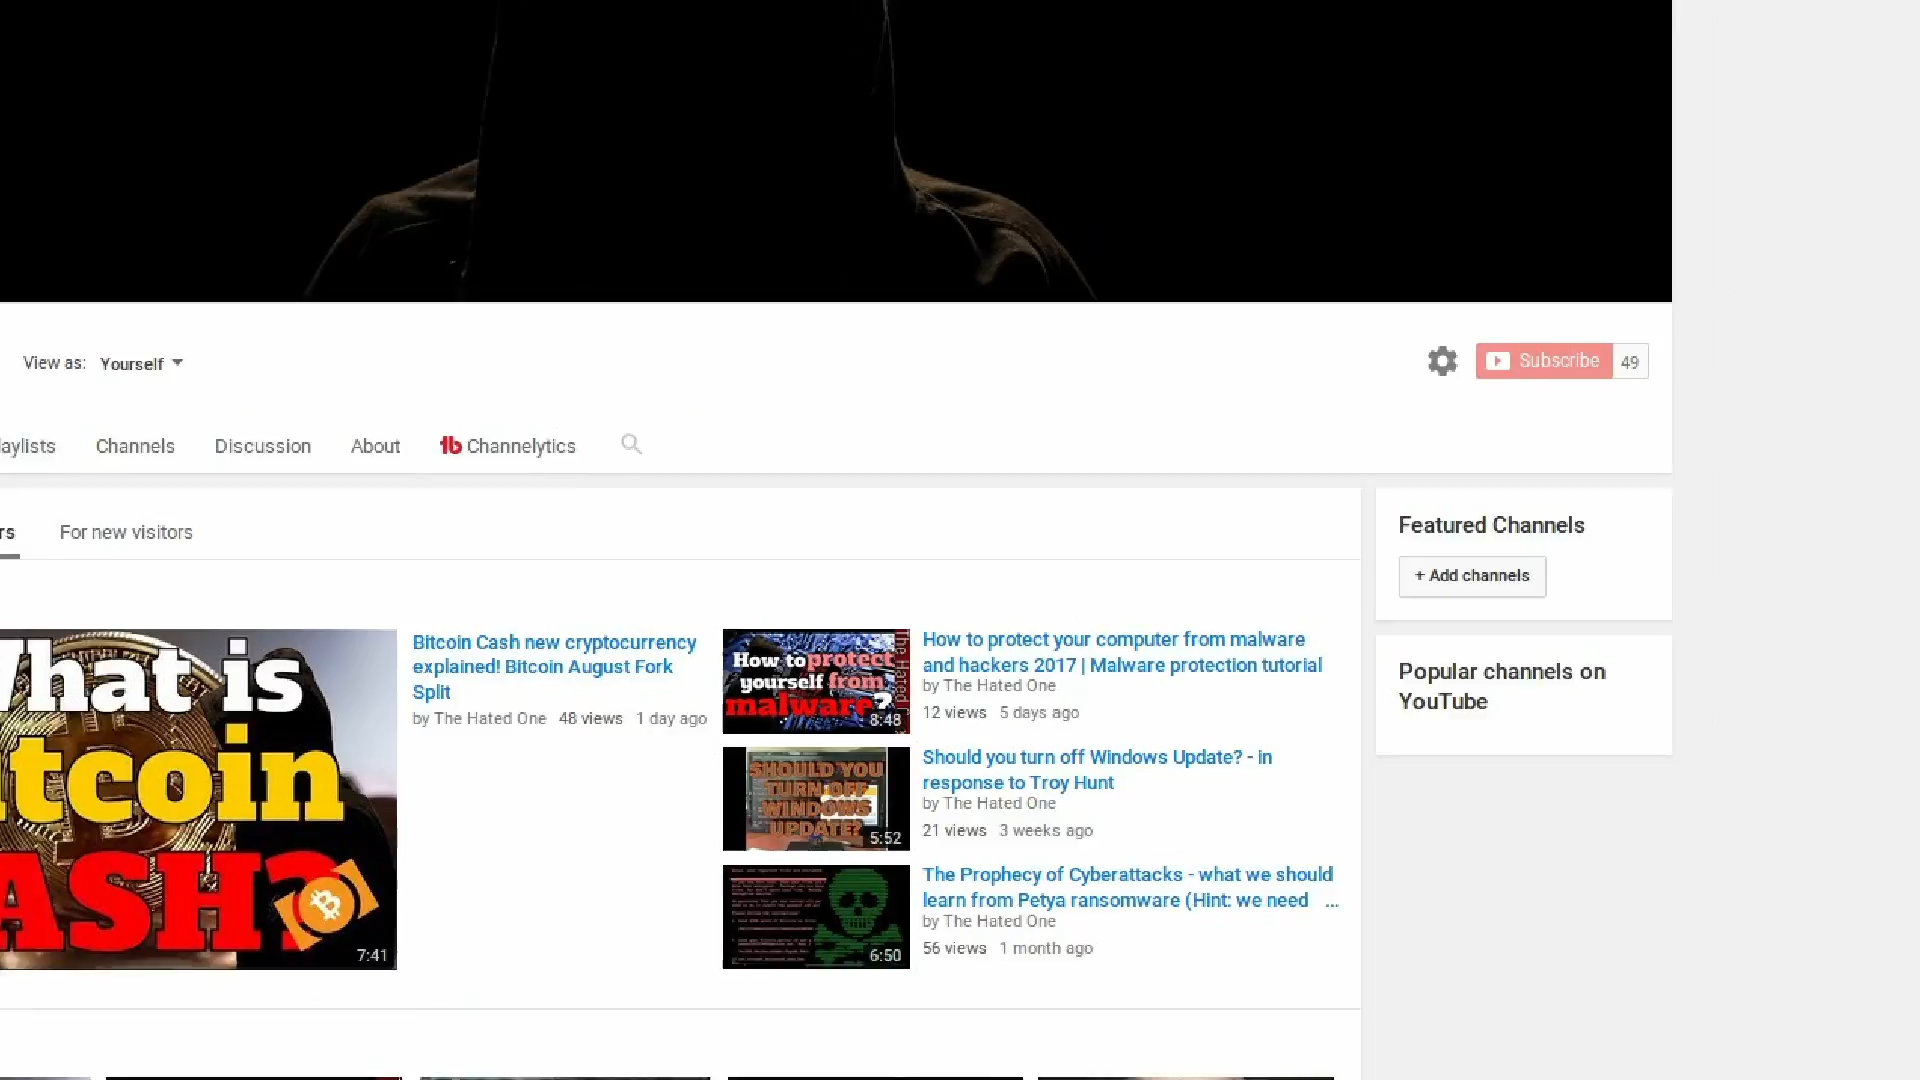 View as: Yourself
Subscribe 49
aylists Channels Discussion About Channelytics
rs For new visitors
Featured Channels
+ Add channels
Popular channels on
YouTube
What is
itcoin
ASH?
7:41
Bitcoin Cash new cryptocurrency
explained! Bitcoin August Fork
Split
by The Hated One 48 views 1 day ago
How to protect
yourself from
malware?
The Hated
8:48
How to protect your computer from malware
and hackers 2017 | Malware protection tutorial
by The Hated One
12 views 5 days ago
SHOULD YOU
TURN OFF
WINDOWS
UPDATE?
5:52
Should you turn off Windows Update? - in
response to Troy Hunt
by The Hated One
21 views 3 weeks ago
6:50
The Prophecy of Cyberattacks - what we should
learn from Petya ransomware (Hint: we need ...
by The Hated One
56 views 1 month ago